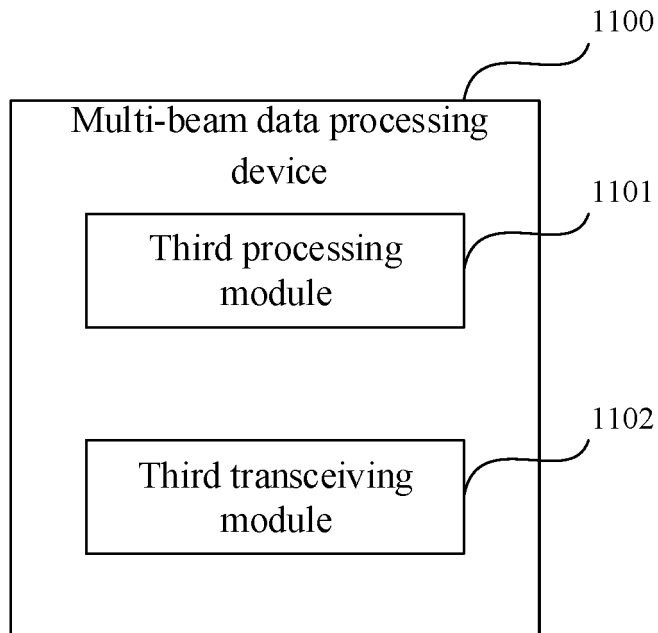 1100
Multi-beam data processing
device
1101
Third processing
module
1102
Third transceiving
module